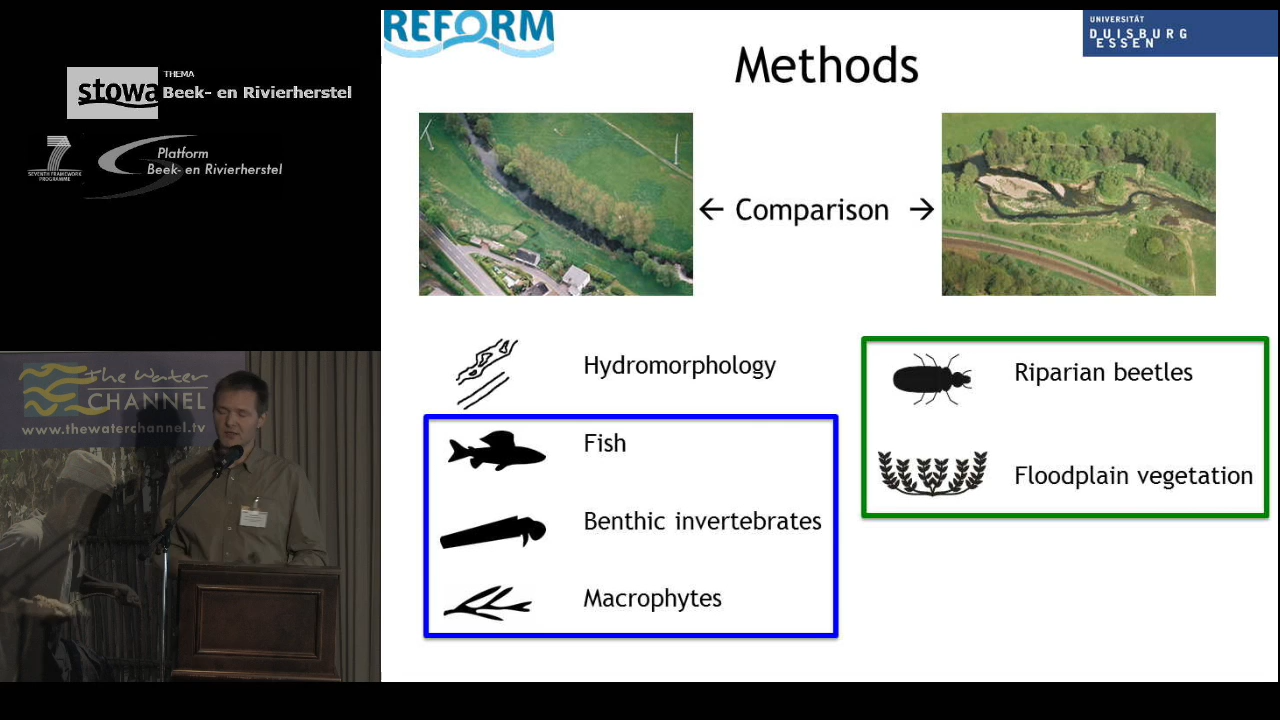 stowa
THEMA
Beek- en Rivierherstel
7
SEVENTH FRAMEWORK
PROGRAMME
Platform
Beek- en Rivierherstel
the water
CHANNEL
www.thewaterchannel.tv
REFORM
UNIVERSITÄT
DUISBURG
ESSEN
Methods
← Comparison →
Hydromorphology
Fish
Benthic invertebrates
Macrophytes
Riparian beetles
Floodplain vegetation